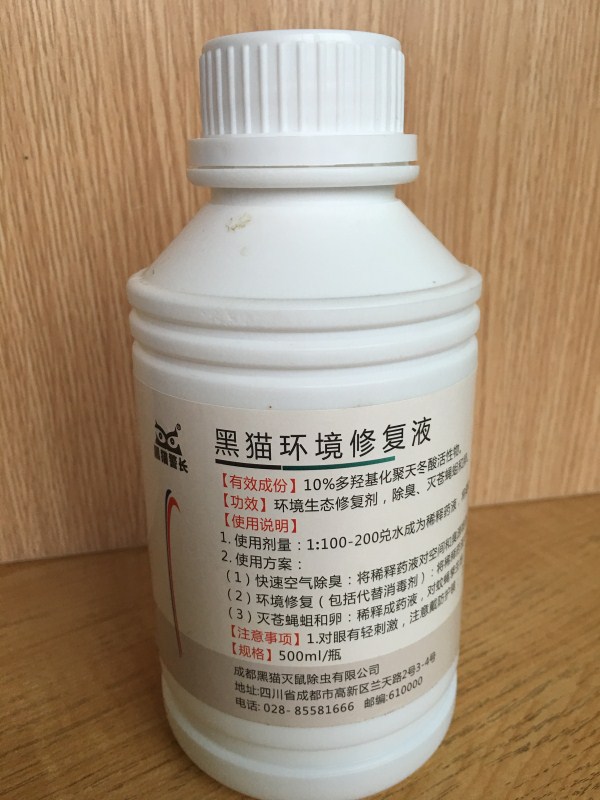 黑猫警长
黑猫环境修复液
【有效成份】10%多羟基化聚天冬酸活性物。
【功效】环境生态修复剂，除臭、灭苍蝇蛆和
【使用说明】
1. 使用剂量：1:100-200兑水成为稀释药液
2. 使用方案：
（1）快速空气除臭：将稀释药液对空间和
（2）环境修复（包括代替消毒剂）：将
（3）灭苍蝇蛆和卵：稀释成药液，对蚊蝇
【注意事项】1.对眼有轻刺激，注意戴防护
【规格】500ml/瓶
成都黑猫灭鼠除虫有限公司
地址:四川省成都市高新区兰天路2号3-4号
电话: 028- 85581666 邮编:610000